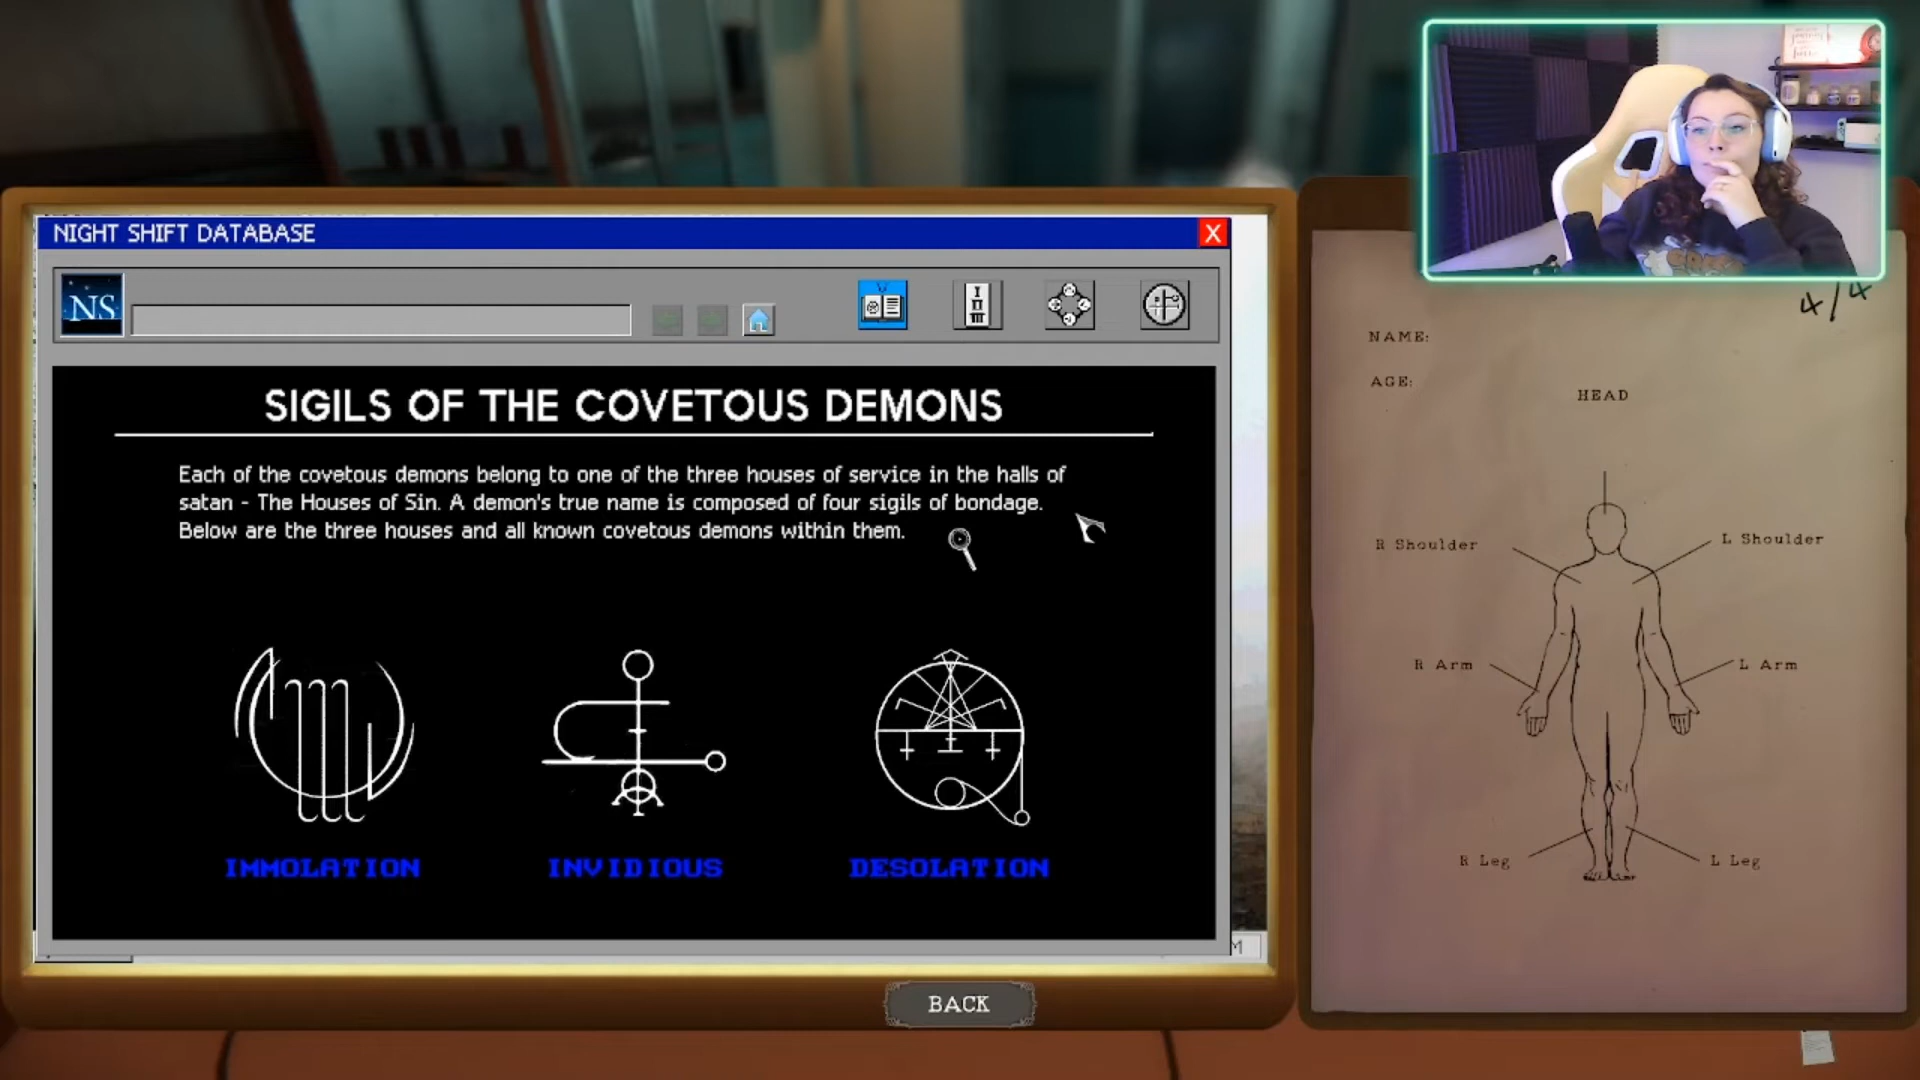 NIGHT SHIFT DATABASE
X
NS
I
II
III
SIGILS OF THE COVETOUS DEMONS
Each of the covetous demons belong to one of the three houses of service in the halls of
satan - The Houses of Sin. A demon's true name is composed of four sigils of bondage.
Below are the three houses and all known covetous demons within them.
IMMOLATION
INVIDIOUS
DESOLATION
BACK
4/4
NAME:
AGE:
HEAD
R Shoulder
L Shoulder
R Arm
L Arm
R Leg
L Leg